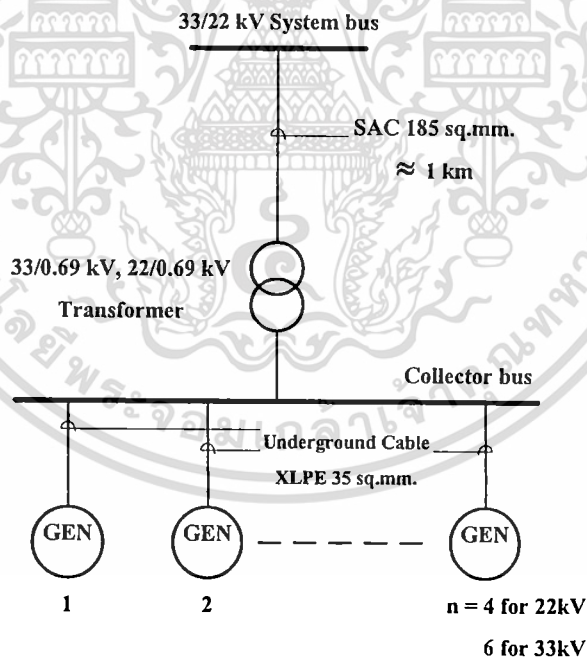 33/22 kV System bus
SAC 185 sq.mm.
≈ 1 km
33/0.69 kV, 22/0.69 kV
Transformer
Collector bus
Underground Cable
XLPE 35 sq.mm.
GEN GEN GEN
1 2 n = 4 for 22kV
6 for 33kV